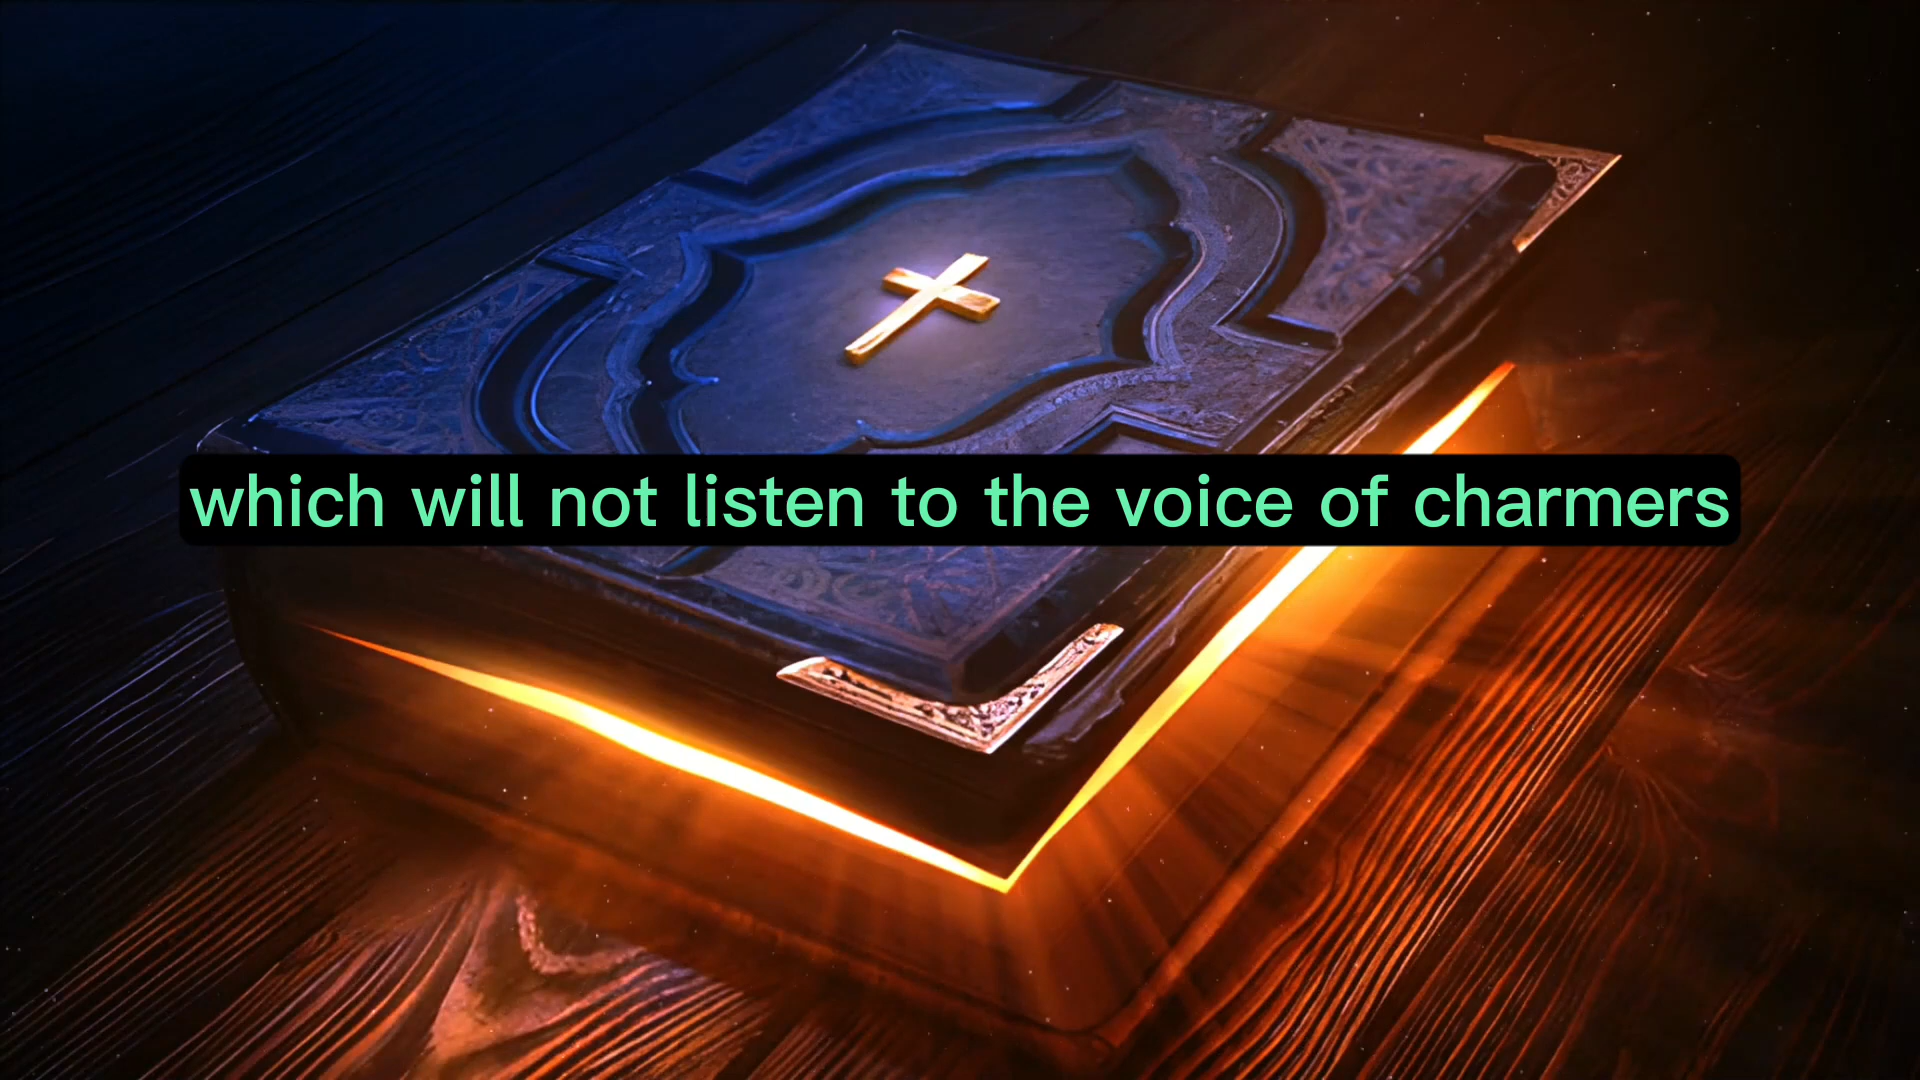 which will not listen to the voice of charmers